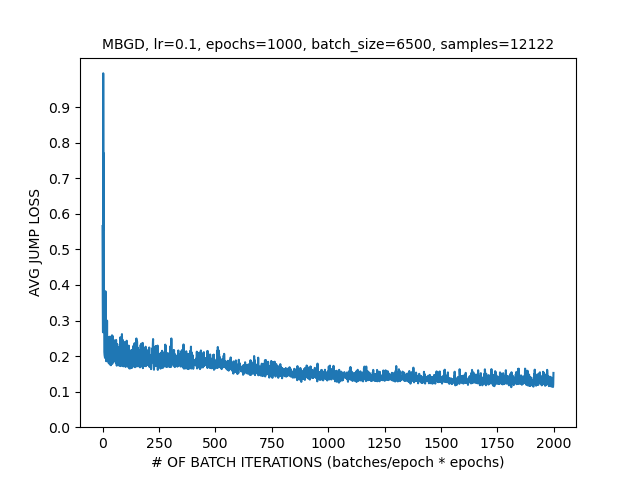 MBGD, lr=0.1, epochs=1000, batch_size=6500, samples=12122
AVG JUMP LOSS
0.9
0.8
0.7
0.6
0.5
0.4
0.3
0.2
0.1
0.0
0 250 500 750 1000 1250 1500 1750 2000
# OF BATCH ITERATIONS (batches/epoch * epochs)